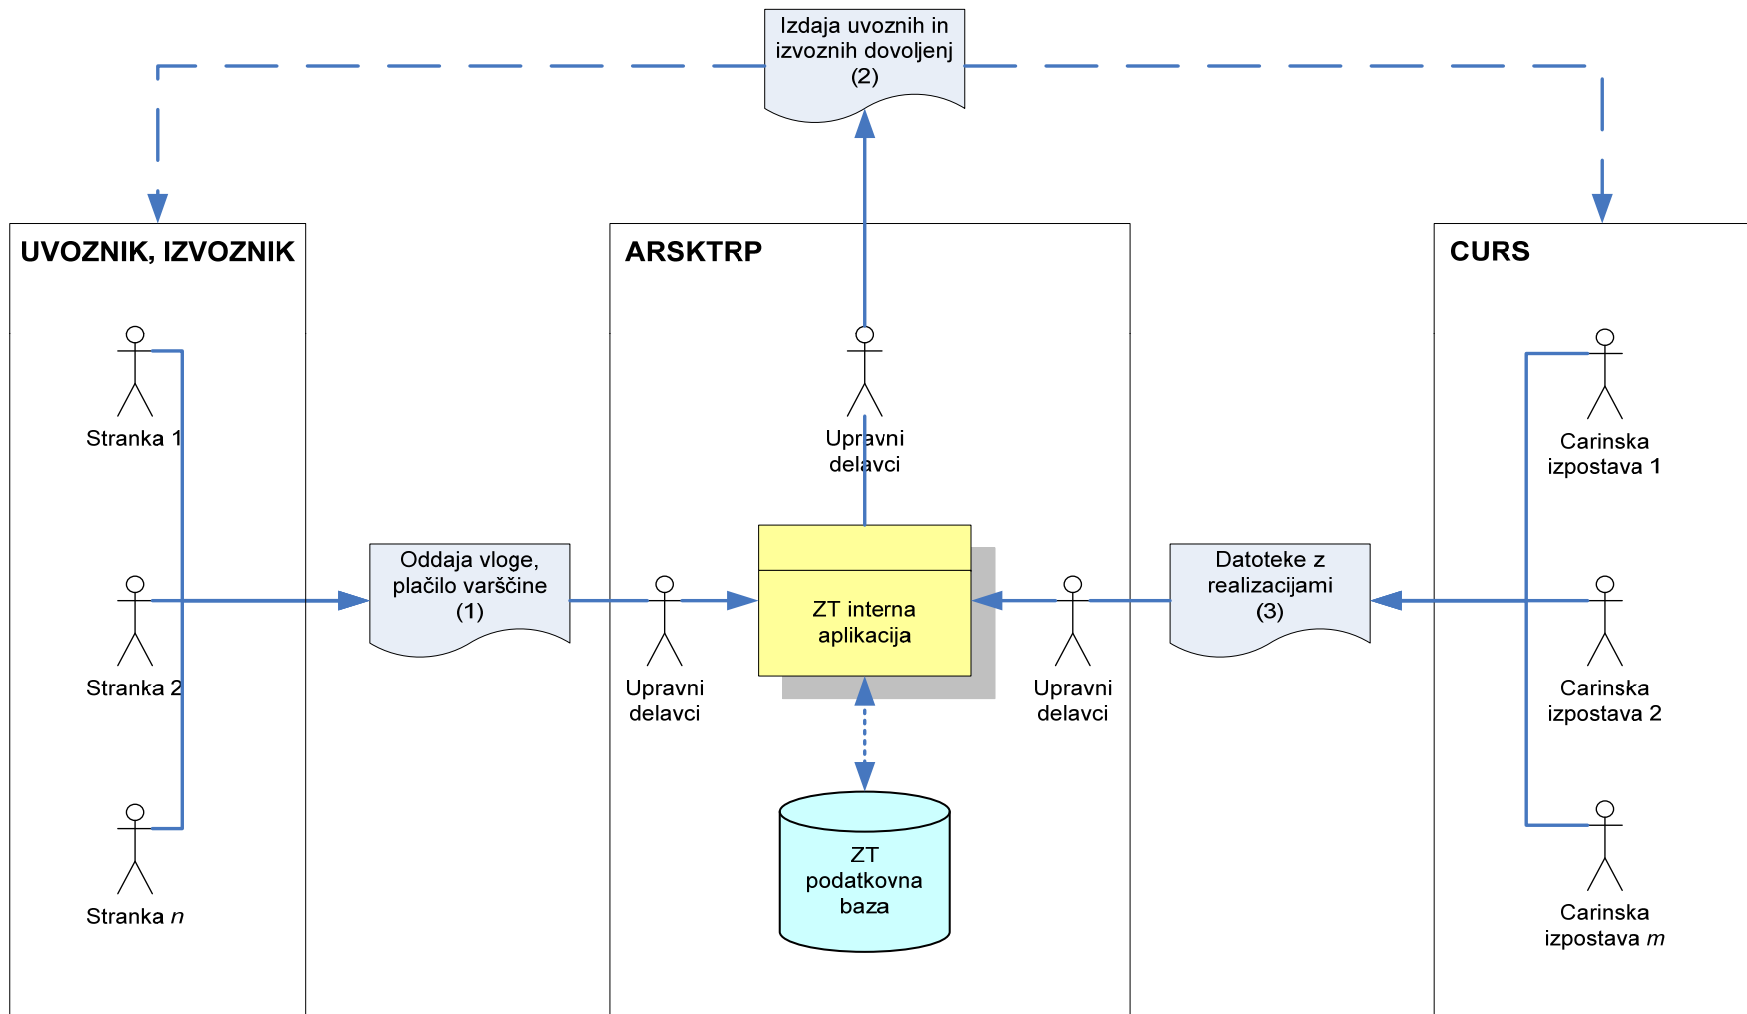 Izdaja uvoznih in
izvoznih dovoljenj
(2)
UVOZNIK, IZVOZNIK
ARSKTRP
CURS
Stranka 1
Upravni
delavci
Carinska
izpostava 1
Oddaja vloge,
plačilo varščine
(1)
ZT interna
aplikacija
Datoteke z
realizacijami
(3)
Stranka 2
Upravni
delavci
Upravni
delavci
Carinska
izpostava 2
ZT
podatkovna
baza
Stranka n
Carinska
izpostava m